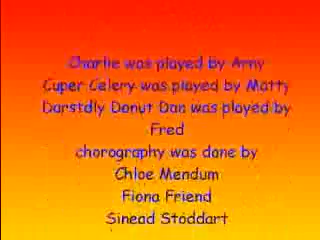 Charlie was played by Amy
Cuper Celery was played by Matty
Darstdly Donut Dan was played by
Fred
chorography was done by
Chloe Mendum
Fiona Friend
Sinead Stoddart